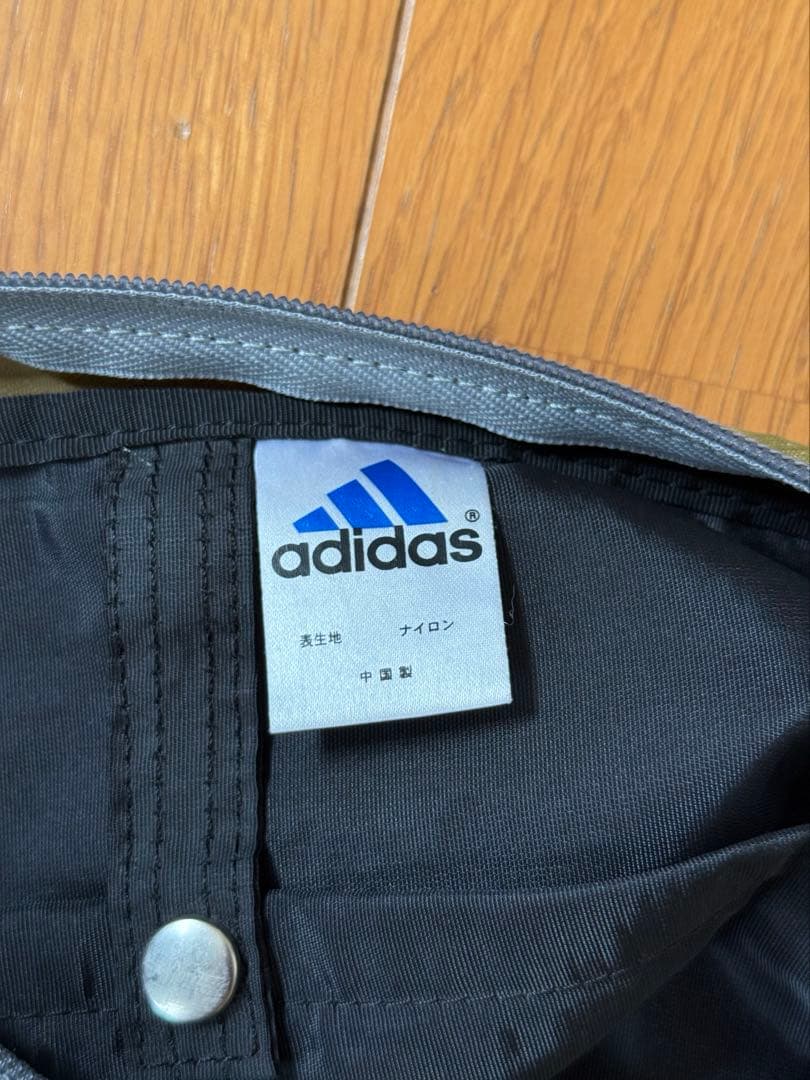 adidas®
表生地 ナイロン
中国製